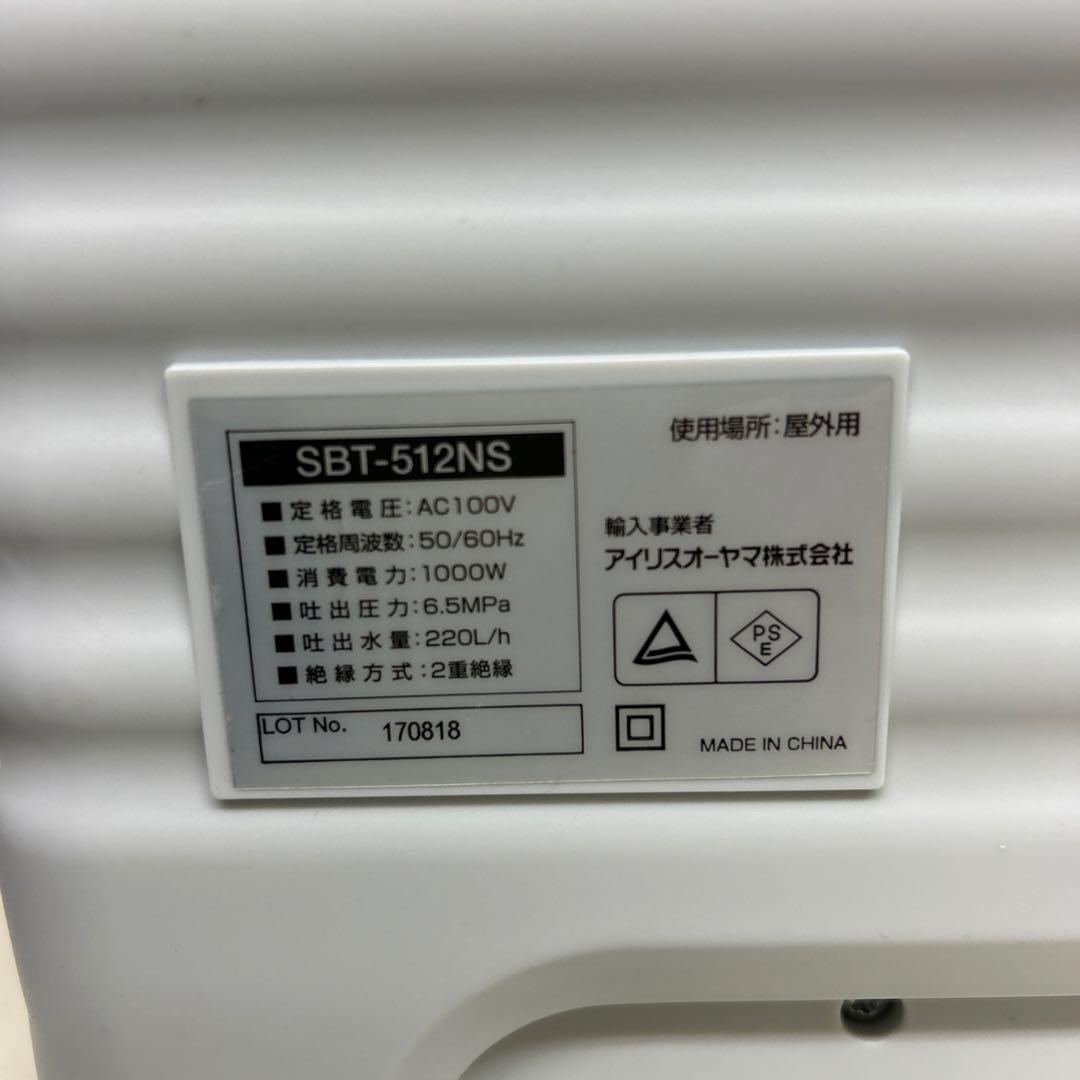 SBT-512NS
■定格電圧:AC100V
■定格周波数:50/60Hz
■消費電力:1000W
■吐出圧力:6.5MPa
■吐出水量:220L/h
■絶縁方式:2重絶縁
LOT No. 170818
使用場所:屋外用
輸入事業者
アイリスオーヤマ株式会社
PS
E
MADE IN CHINA